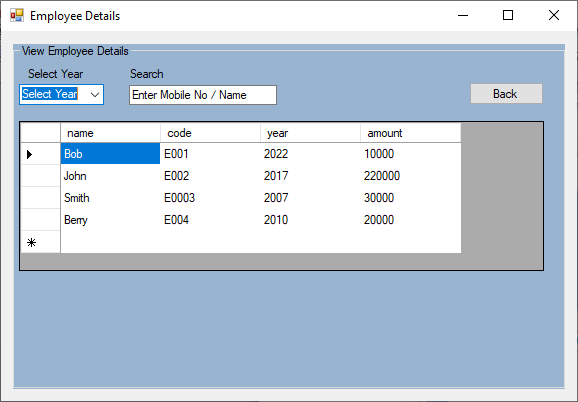 Employee Details
View Employee Details
Select Year Search
Select Year Enter Mobile No / Name Back
name code year amount
Bob E001 2022 10000
John E002 2017 220000
Smith E0003 2007 30000
Berry E004 2010 20000